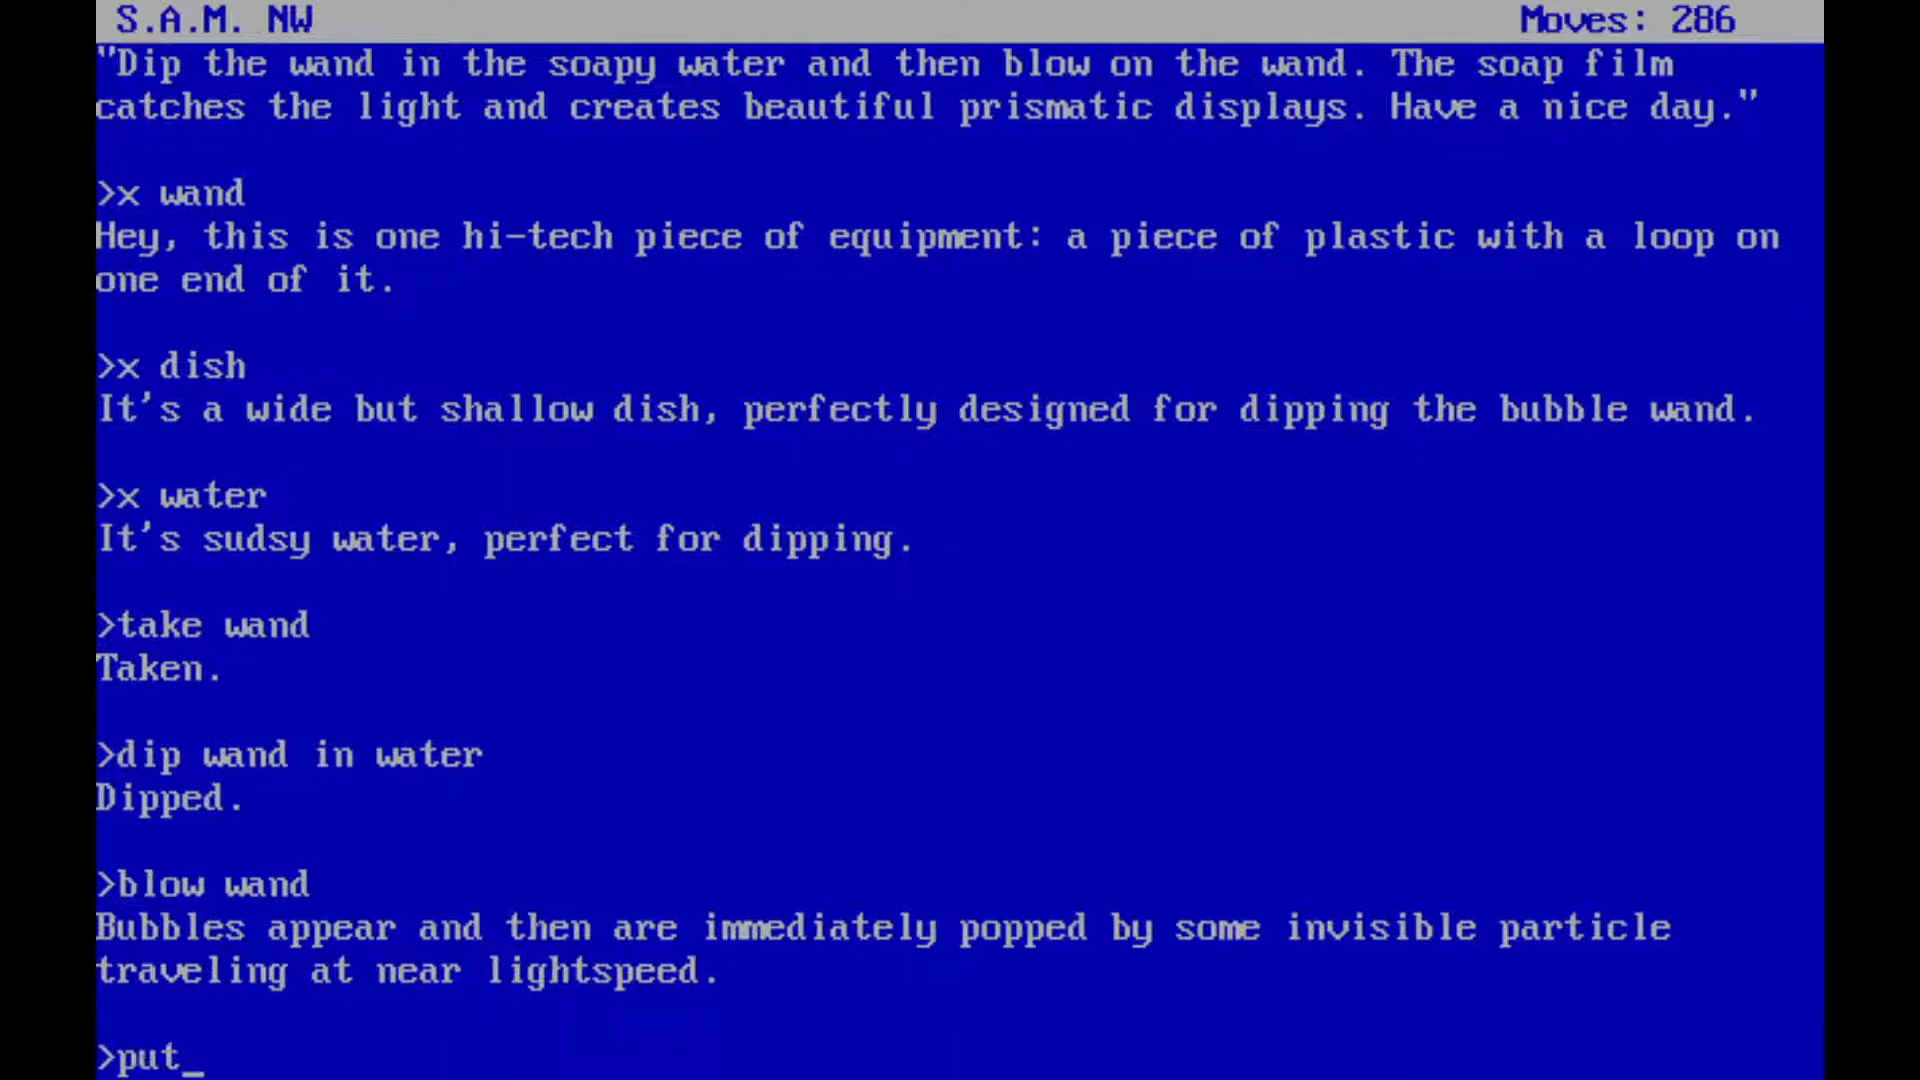 S.A.M. NW Moves: 286
"Dip the wand in the soapy water and then blow on the wand. The soap film
catches the light and creates beautiful prismatic displays. Have a nice day."
>x wand
Hey, this is one hi-tech piece of equipment: a piece of plastic with a loop on
one end of it.
>x dish
It's a wide but shallow dish, perfectly designed for dipping the bubble wand.
>x water
It's sudsy water, perfect for dipping.
>take wand
Taken.
>dip wand in water
Dipped.
>blow wand
Bubbles appear and then are immediately popped by some invisible particle
traveling at near lightspeed.
>put_